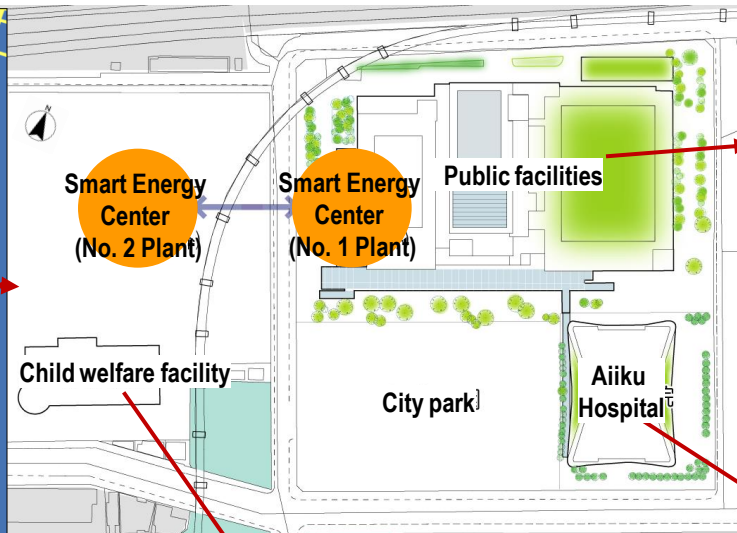 N
Smart Energy
Center
(No. 2 Plant)
Smart Energy
Center
(No. 1 Plant)
Public facilities
Child welfare facility
City park
Aiiku
Hospital